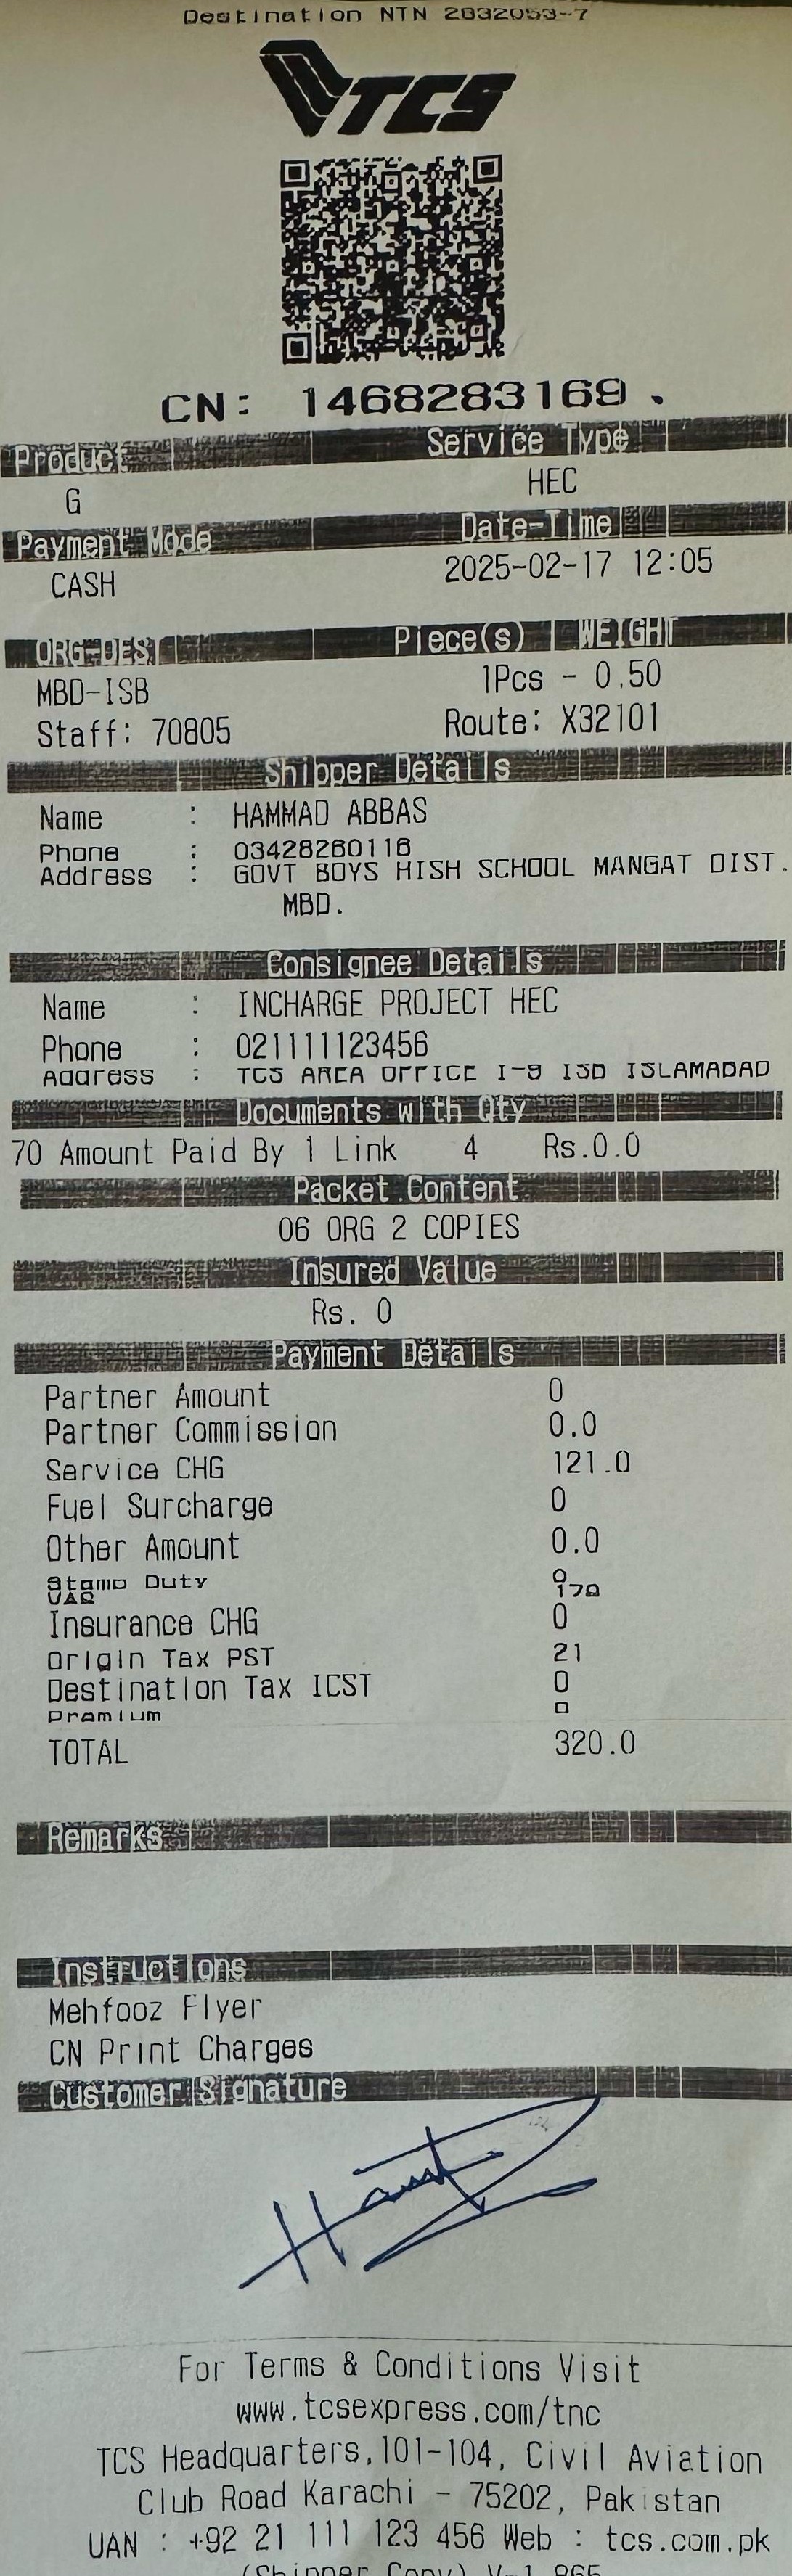 Destination NTN 2832053-7
TCS
CN: 1468283169 .
Product Service Type
G HEC
Payment Mode Date-Time
CASH 2025-02-17 12:05
ORG-DEST Piece(s) | WEIGHT
MBD-ISB 1Pcs - 0.50
Staff: 70805 Route: X32101
Shipper Details
Name : HAMMAD ABBAS
Phone : 03428260118
Address : GOVT BOYS HISH SCHOOL MANGAT DIST.
MBD.
Consignee Details
Name : INCHARGE PROJECT HEC
Phone : 021111123456
Address : TCS AREA OFFICE I-9 ISB ISLAMABAD
Documents with Qty
70 Amount Paid By 1 Link 4 Rs.0.0
Packet Content
06 ORG 2 COPIES
Insured Value
Rs. 0
Payment Details
Partner Amount 0
Partner Commission 0.0
Service CHG 121.0
Fuel Surcharge 0
Other Amount 0.0
Stamp Duty 0
VAS 178
Insurance CHG 0
Origin Tax PST 21
Destination Tax ICST 0
Premium 0
TOTAL 320.0
Remarks
Instructions
Mehfooz Flyer
CN Print Charges
Customer Signature
For Terms & Conditions Visit
www.tcsexpress.com/tnc
TCS Headquarters,101-104, Civil Aviation
Club Road Karachi - 75202, Pakistan
UAN : +92 21 111 123 456 Web : tcs.com.pk
(Shipper Copy)